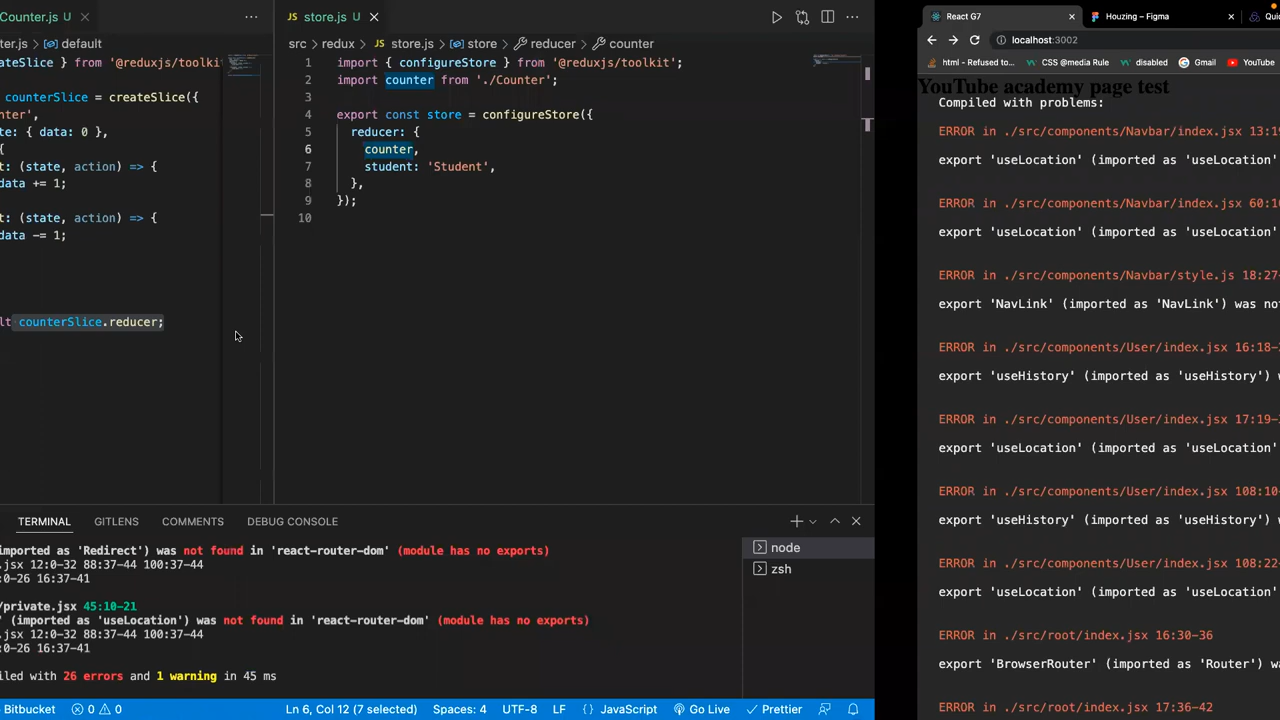 Counter.js U
ter.js > default
eateSlice } from '@reduxjs/toolkit
counterSlice = createSlice({
nter',
te: { data: 0 },
{
t: (state, action) => {
data += 1;
t: (state, action) => {
data -= 1;
lt counterSlice.reducer;
JS store.js U
src > redux > JS store.js > store > reducer > counter
1 import { configureStore } from '@reduxjs/toolkit';
2 import counter from './Counter';
3
4 export const store = configureStore({
5 reducer: {
6 counter,
7 student: 'Student',
8 },
9 });
10
TERMINAL GITLENS COMMENTS DEBUG CONSOLE
imported as 'Redirect') was not found in 'react-router-dom' (module has no exports)
.jsx 12:0-32 88:37-44 100:37-44
:0-26 16:37-41
/private.jsx 45:10-21
' (imported as 'useLocation') was not found in 'react-router-dom' (module has no exports)
.jsx 12:0-32 88:37-44 100:37-44
:0-26 16:37-41
iled with 26 errors and 1 warning in 45 ms
node
zsh
Bitbucket 0 0 Ln 6, Col 12 (7 selected) Spaces: 4 UTF-8 LF { } JavaScript Go Live Prettier
React G7
Houzing – Figma
Quic
localhost:3002
html - Refused to... CSS @media Rule disabled Gmail YouTube
YouTube academy page test
Compiled with problems:
ERROR in ./src/components/Navbar/index.jsx 13:19
export 'useLocation' (imported as 'useLocation'
ERROR in ./src/components/Navbar/index.jsx 60:10
export 'useLocation' (imported as 'useLocation'
ERROR in ./src/components/Navbar/style.js 18:27-
export 'NavLink' (imported as 'NavLink') was no
ERROR in ./src/components/User/index.jsx 16:18-
export 'useHistory' (imported as 'useHistory') w
ERROR in ./src/components/User/index.jsx 17:19-
export 'useLocation' (imported as 'useLocation'
ERROR in ./src/components/User/index.jsx 108:10-
export 'useHistory' (imported as 'useHistory') w
ERROR in ./src/components/User/index.jsx 108:22-
export 'useLocation' (imported as 'useLocation'
ERROR in ./src/root/index.jsx 16:30-36
export 'BrowserRouter' (imported as 'Router') wa
ERROR in ./src/root/index.jsx 17:36-42